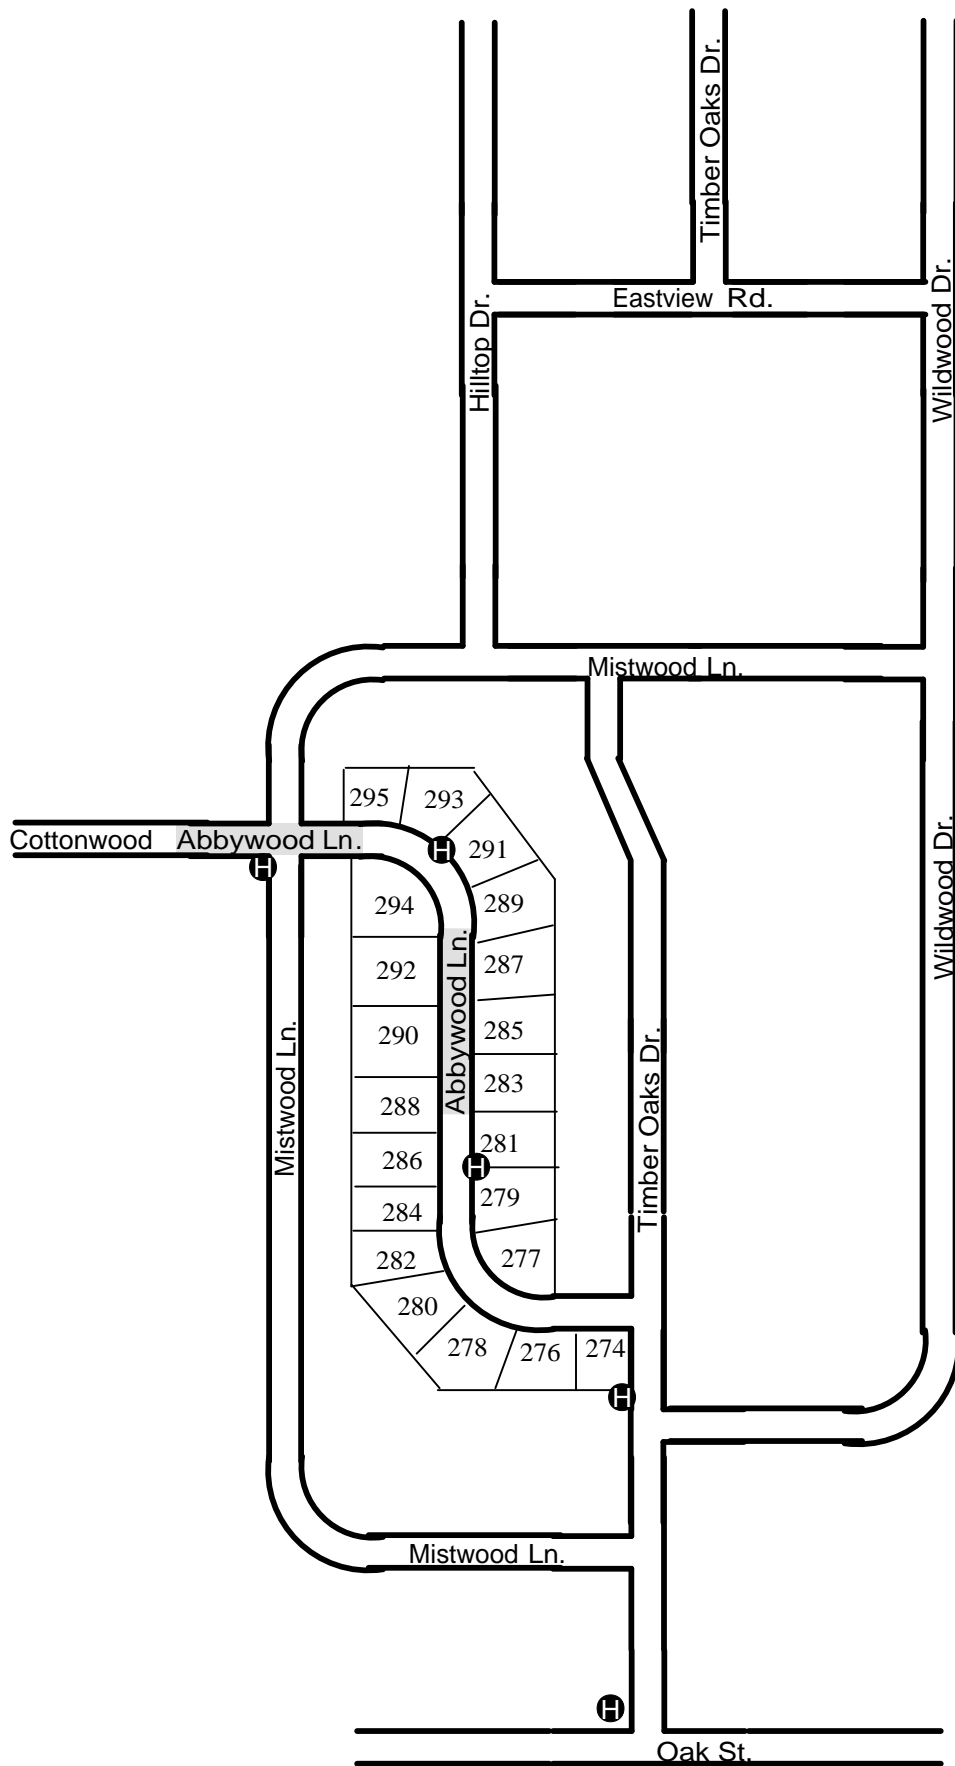 Timber Oaks Dr.
Eastview Rd.
Hilltop Dr.
Wildwood Dr.
Mistwood Ln.
295
293
Cottonwood
Abbywood Ln.
H
H
291
294
289
292
287
Abbywood Ln.
Wildwood Dr.
290
285
288
283
Mistwood Ln.
Timber Oaks Dr.
286
281
H
284
279
282
277
280
278
276
274
H
Mistwood Ln.
H
Oak St.